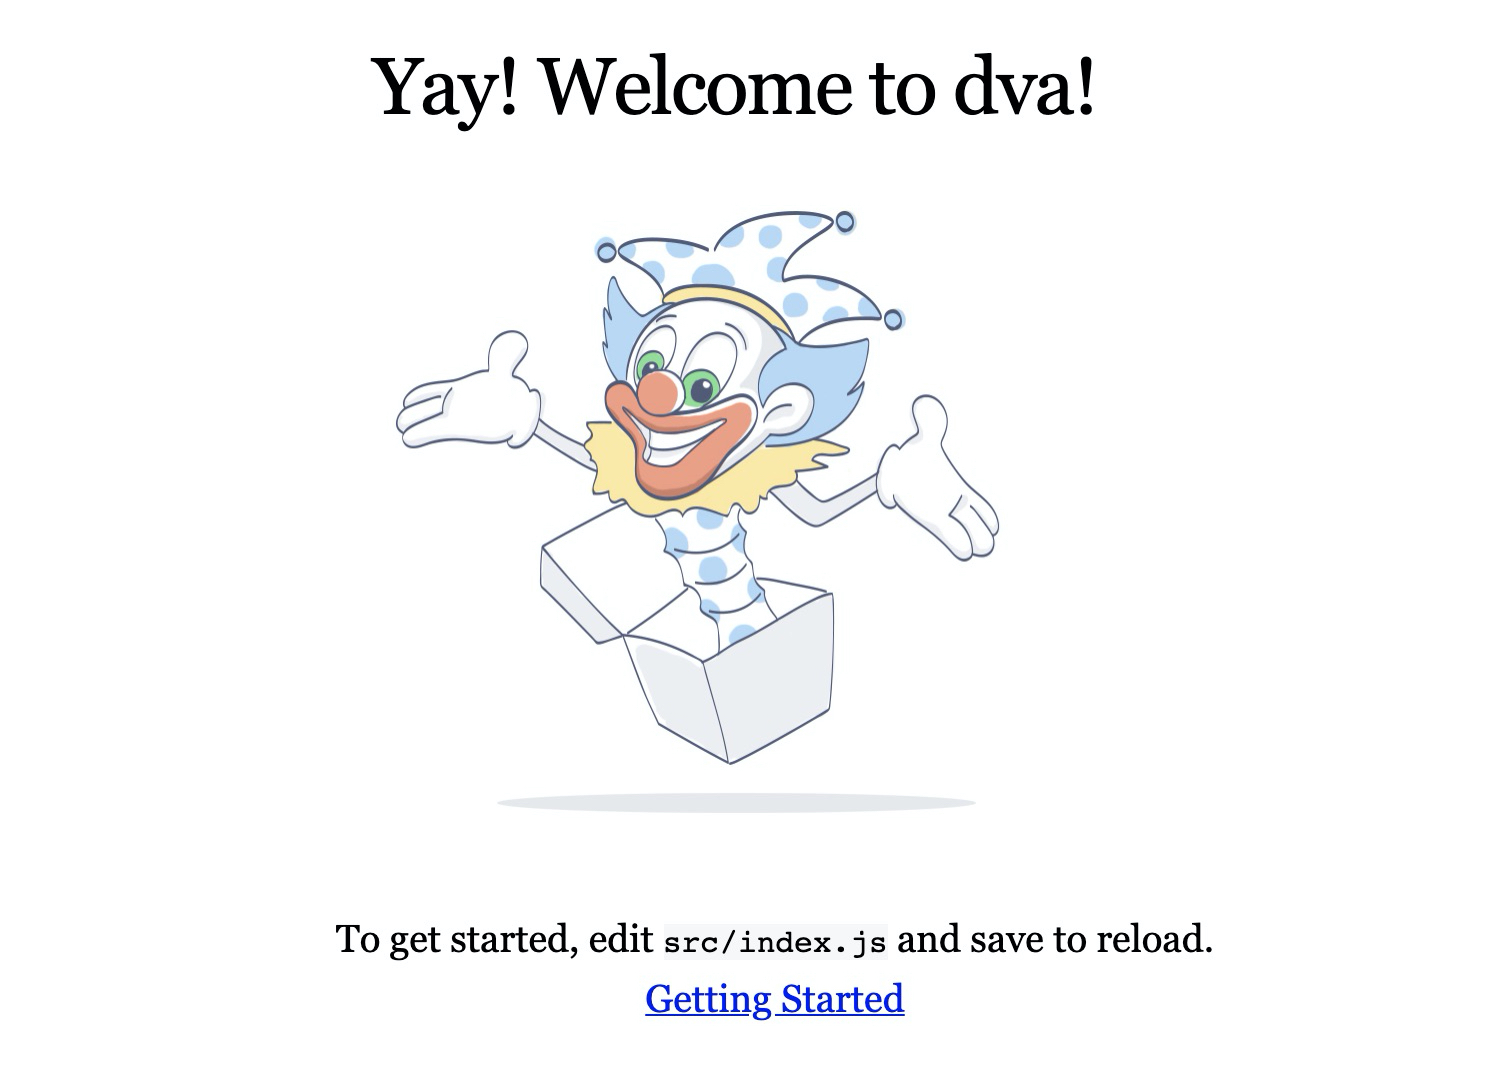 Yay! Welcome to dva!
To get started, edit src/index.js and save to reload.
Getting Started